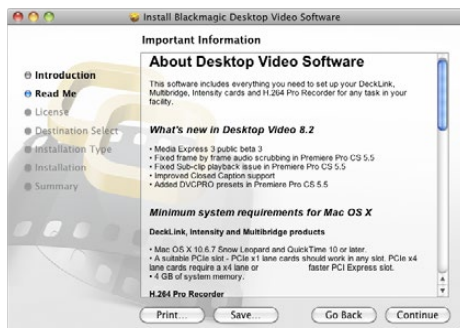 Install Blackmagic Desktop Video Software
Important Information
Introduction
Read Me
License
Destination Select
Installation Type
Installation
Summary
About Desktop Video Software
This software includes everything you need to set up your DeckLink,
Multibridge, Intensity cards and H.264 Pro Recorder for any task in your
facility.
What's new in Desktop Video 8.2
• Media Express 3 public beta 3
• Fixed frame by frame audio scrubbing in Premiere Pro CS 5.5
• Fixed Sub-clip playback issue in Premiere Pro CS 5.5
• Improved Closed Caption support
• Added DVCPRO presets in Premiere Pro CS 5.5
Minimum system requirements for Mac OS X
DeckLink, Intensity and Multibridge products
• Mac OS X 10.6.7 Snow Leopard and QuickTime 10 or later.
• A suitable PCIe slot - PCIe x1 lane cards should work in any slot. PCIe x4
lane cards require a x4 lane or faster PCI Express slot.
• 4 GB of system memory.
H.264 Pro Recorder
Print...
Save...
Go Back
Continue